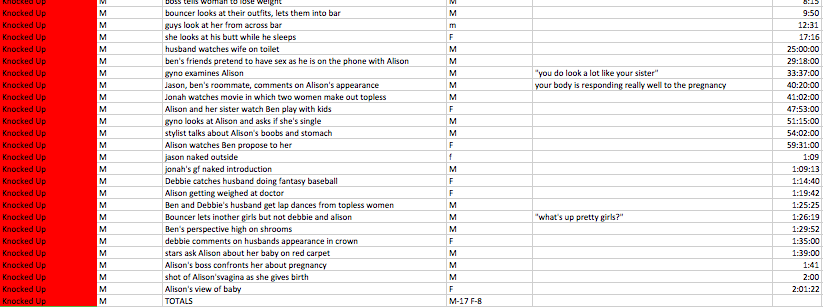 Knocked Up M boss tells woman to lose weight M 8:15
Knocked Up M bouncer looks at their outfits, lets them into bar M 9:50
Knocked Up M guys look at her from across bar m 12:31
Knocked Up M she looks at his butt while he sleeps F 17:16
Knocked Up M husband watches wife on toilet M 25:00:00
Knocked Up M ben's friends pretend to have sex as he is on the phone with Alison M 29:18:00
Knocked Up M gyno examines Alison M "you do look a lot like your sister" 33:37:00
Knocked Up M Jason, ben's roommate, comments on Alison's appearance M your body is responding really well to the pregnancy 40:20:00
Knocked Up M Jonah watches movie in which two women make out topless M 41:02:00
Knocked Up M Alison and her sister watch Ben play with kids F 47:53:00
Knocked Up M gyno looks at Alison and asks if she's single M 51:15:00
Knocked Up M stylist talks about Alison's boobs and stomach M 54:02:00
Knocked Up M Alison watches Ben propose to her F 59:31:00
Knocked Up M jason naked outside f 1:09
Knocked Up M jonah's gf naked introduction M 1:09:13
Knocked Up M Debbie catches husband doing fantasy baseball F 1:14:40
Knocked Up M Alison getting weighed at doctor F 1:19:42
Knocked Up M Ben and Debbie's husband get lap dances from topless women M 1:25:25
Knocked Up M Bouncer lets inother girls but not debbie and alison M "what's up pretty girls?" 1:26:19
Knocked Up M Ben's perspective high on shrooms M 1:29:52
Knocked Up M debbie comments on husbands appearance in crown F 1:35:00
Knocked Up M stars ask Alison about her baby on red carpet M 1:39:00
Knocked Up M Alison's boss confronts her about pregnancy M 1:41
Knocked Up M shot of Alison'svagina as she gives birth M 2:00
Knocked Up M Alison's view of baby F 2:01:22
Knocked Up M TOTALS M-17 F-8